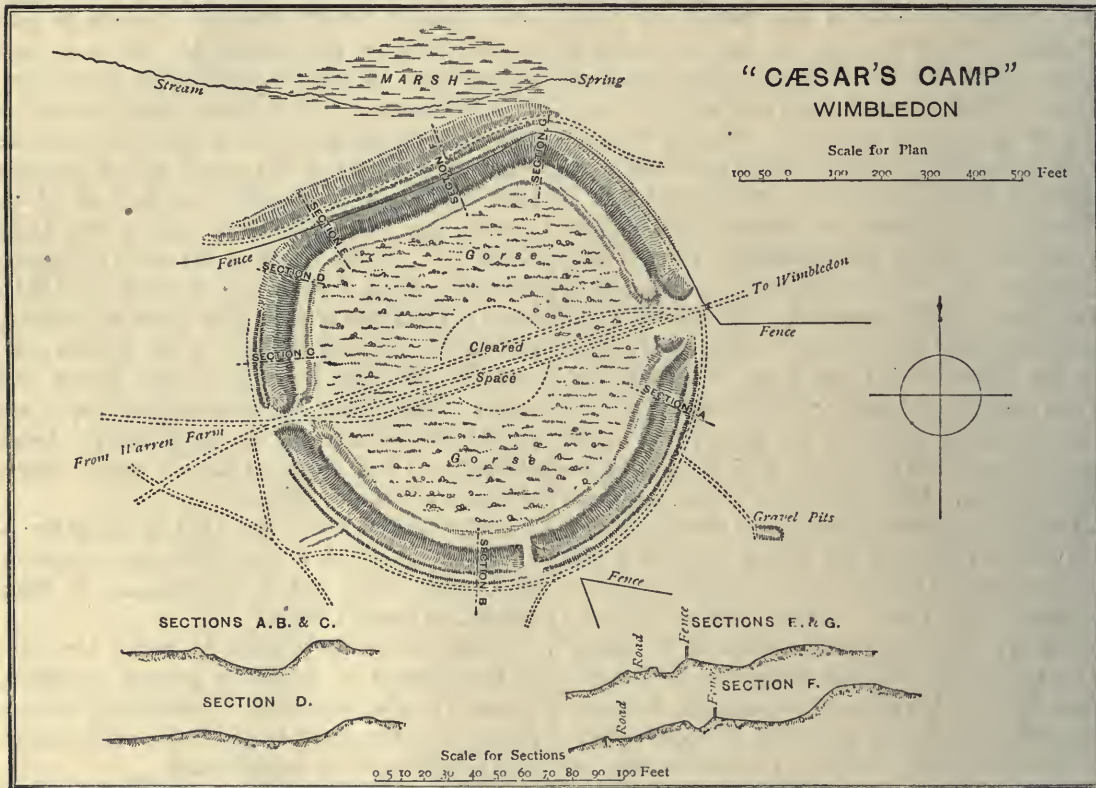 "CÆSAR'S CAMP"
WIMBLEDON
Scale for Plan
100 50 0 100 200 300 400 500 Feet
MARSH
Stream
Spring
SECTION G
SECTION F
SECTION E
Fence
SECTION D
Gorse
To Wimbledon
Fence
SECTION C
Cleared
Space
SECTION A
From Warren Farm
Gorse
Gravel Pits
SECTION B
Fence
SECTIONS A.B. & C.
SECTIONS E. & G.
Road
Fence
SECTION D.
SECTION F.
Road
Fence
Scale for Sections
0 5 10 20 30 40 50 60 70 80 90 100 Feet